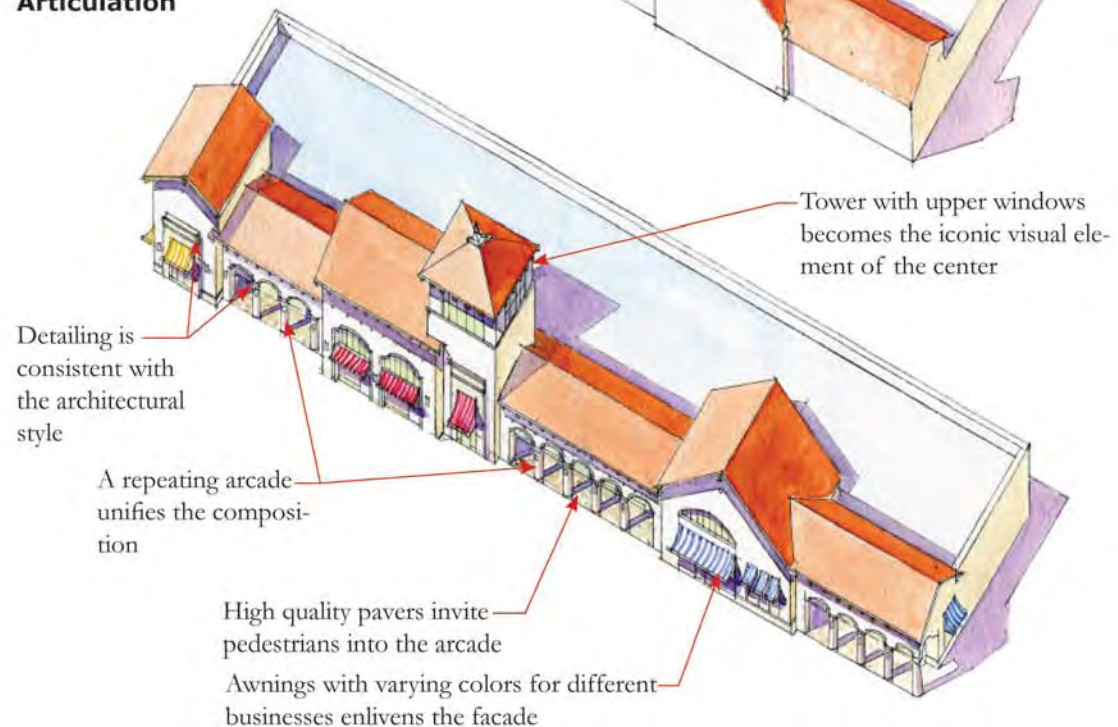 Articulation
Tower with upper windows
becomes the iconic visual ele-
ment of the center
Detailing is
consistent with
the architectural
style
A repeating arcade
unifies the composi-
tion
High quality pavers invite
pedestrians into the arcade
Awnings with varying colors for different
businesses enlivens the facade